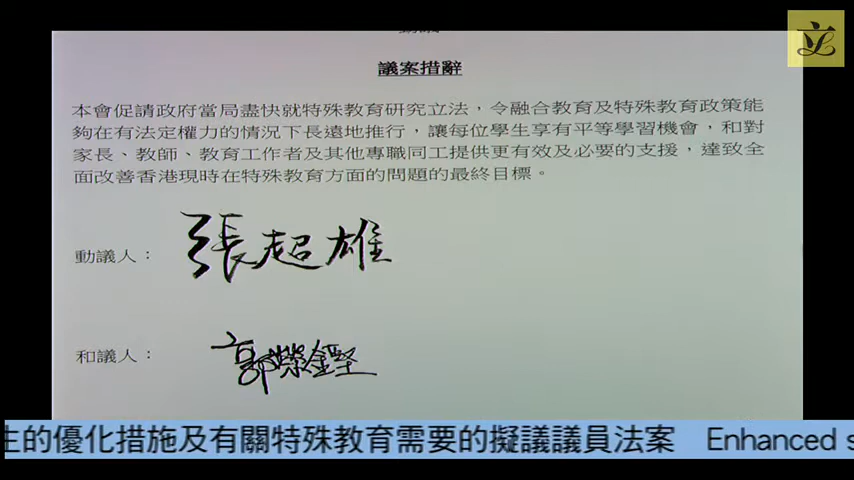 議案措辭
本會促請政府當局盡快就特殊教育研究立法，令融合教育及特殊教育政策能
夠在有法定權力的情況下長遠地推行，讓每位學生享有平等學習機會，和對
家長、教師、教育工作者及其他專職同工提供更有效及必要的支援，達致全
面改善香港現時在特殊教育方面的問題的最終目標。
動議人：張超雄
和議人：郭榮鏗
生的優化措施及有關特殊教育需要的擬議議員法案 Enhanced s